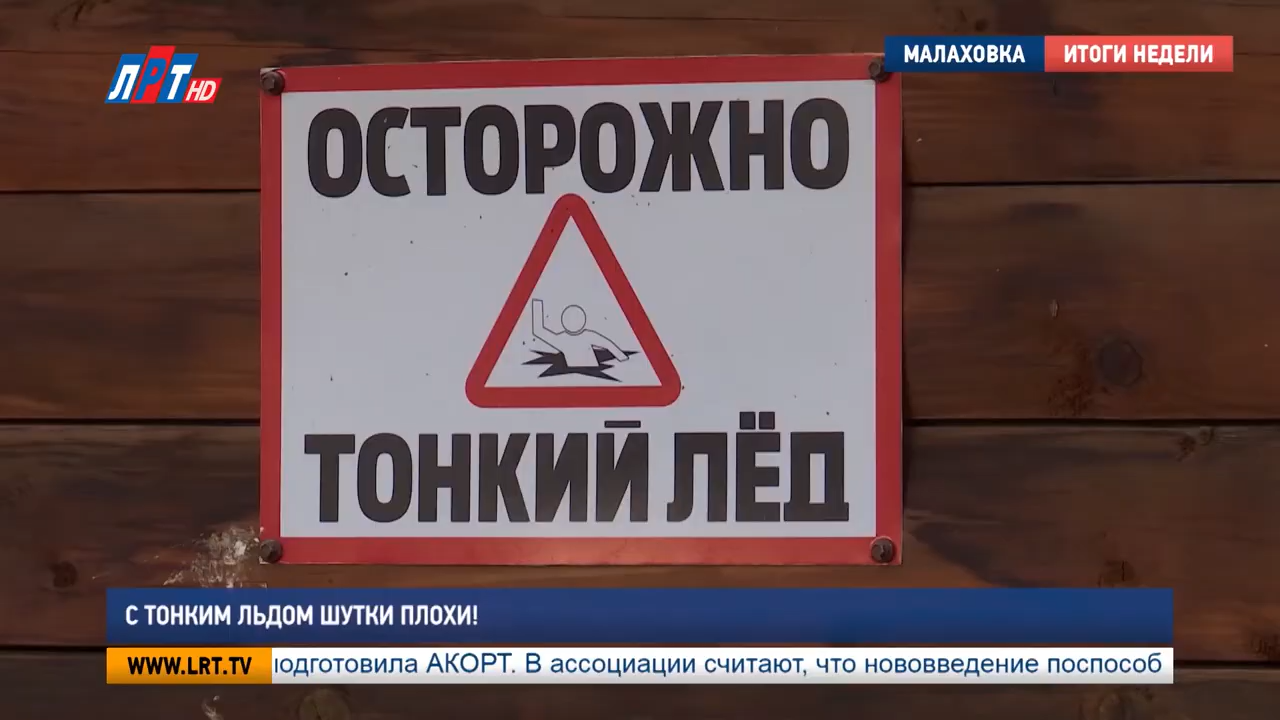 ЛРТ HD
МАЛАХОВКА ИТОГИ НЕДЕЛИ
ОСТОРОЖНО
ТОНКИЙ ЛЁД
С ТОНКИМ ЛЬДОМ ШУТКИ ПЛОХИ!
WWW.LRT.TV подготовила АКОРТ. В ассоциации считают, что нововведение поспособ